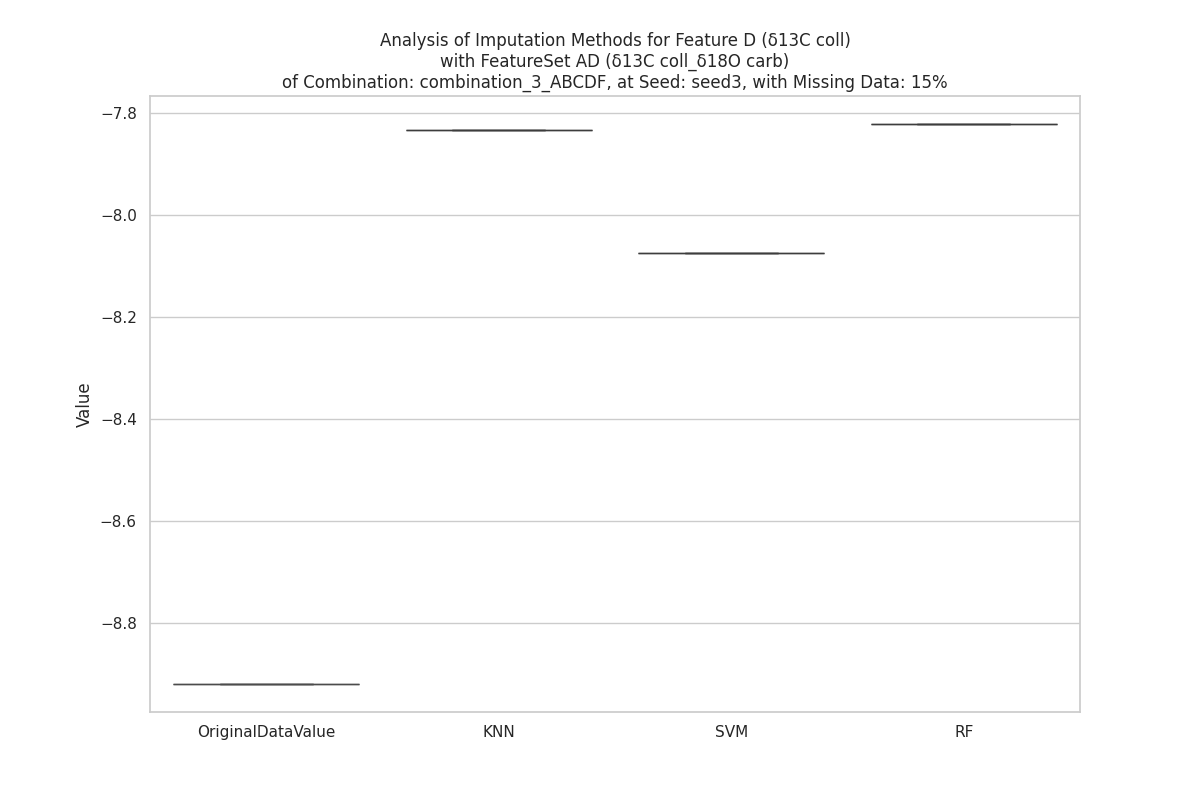 Analysis of Imputation Methods for Feature D (δ13C coll)
with FeatureSet AD (δ13C coll_δ18O carb)
of Combination: combination_3_ABCDF, at Seed: seed3, with Missing Data: 15%
−7.8
−8.0
−8.2
−8.4
−8.6
−8.8
Value
OriginalDataValue
KNN
SVM
RF